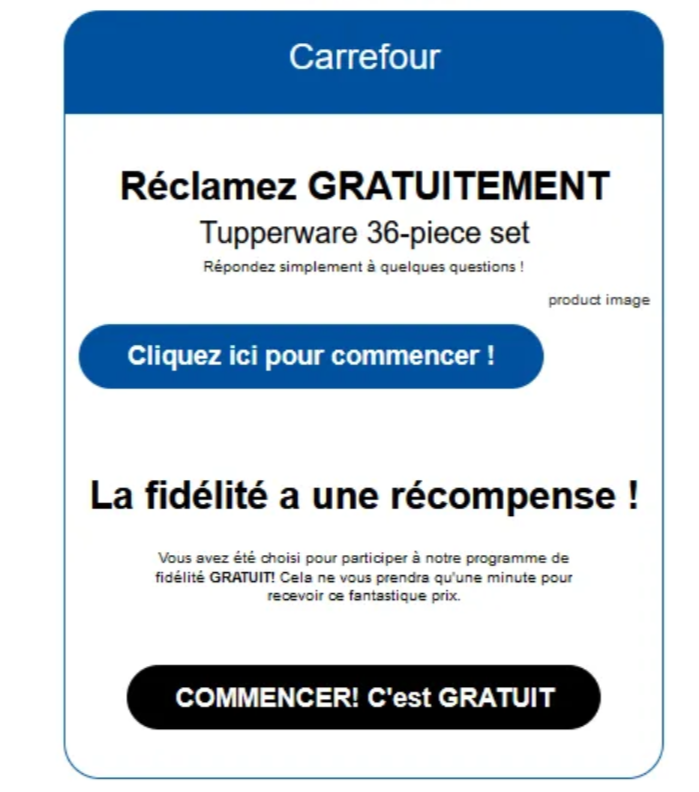 Carrefour
Réclamez GRATUITEMENT
Tupperware 36-piece set
Répondez simplement à quelques questions !
product image
Cliquez ici pour commencer !
La fidélité a une récompense !
Vous avez été choisi pour participer à notre programme de
fidélité GRATUIT! Cela ne vous prendra qu'une minute pour
recevoir ce fantastique prix.
COMMENCER! C'est GRATUIT